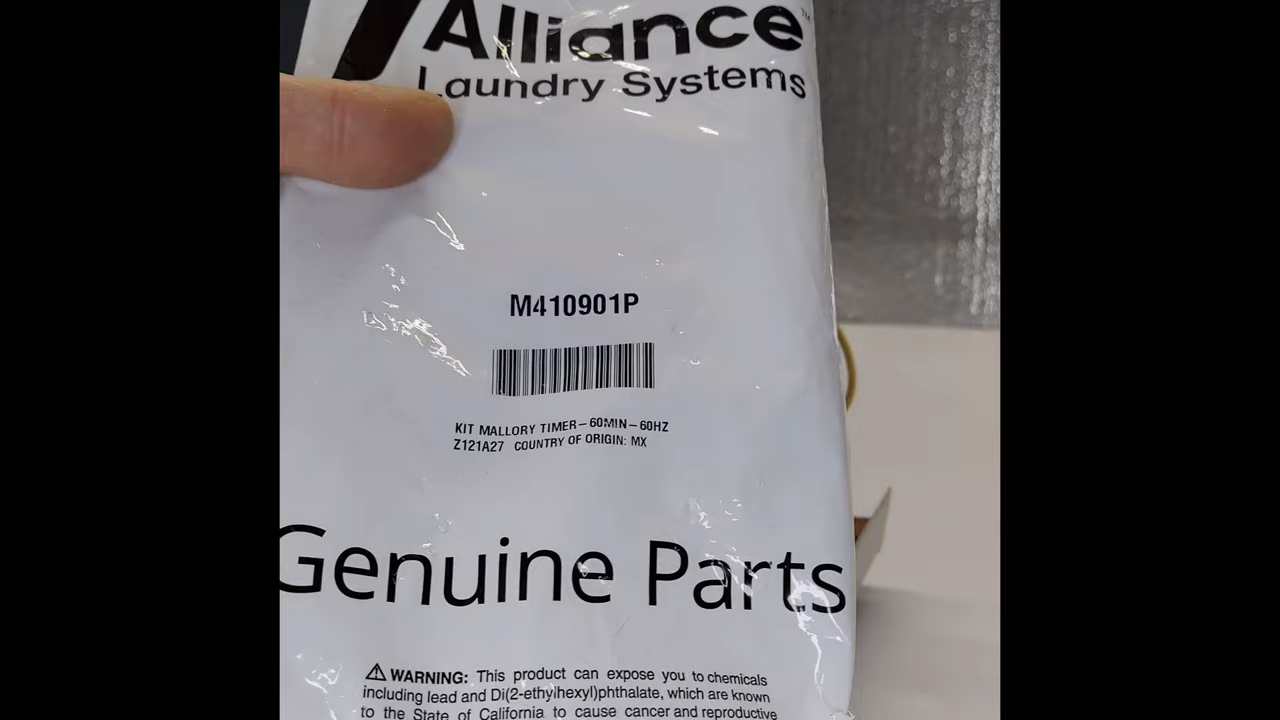 Alliance™
Laundry Systems
M410901P
KIT MALLORY TIMER-60MIN-60HZ
Z121A27 COUNTRY OF ORIGIN: MX
Genuine Parts
⚠ WARNING: This product can expose you to chemicals
including lead and Di(2-ethylhexyl)phthalate, which are known
to the State of California to cause cancer and reproductive